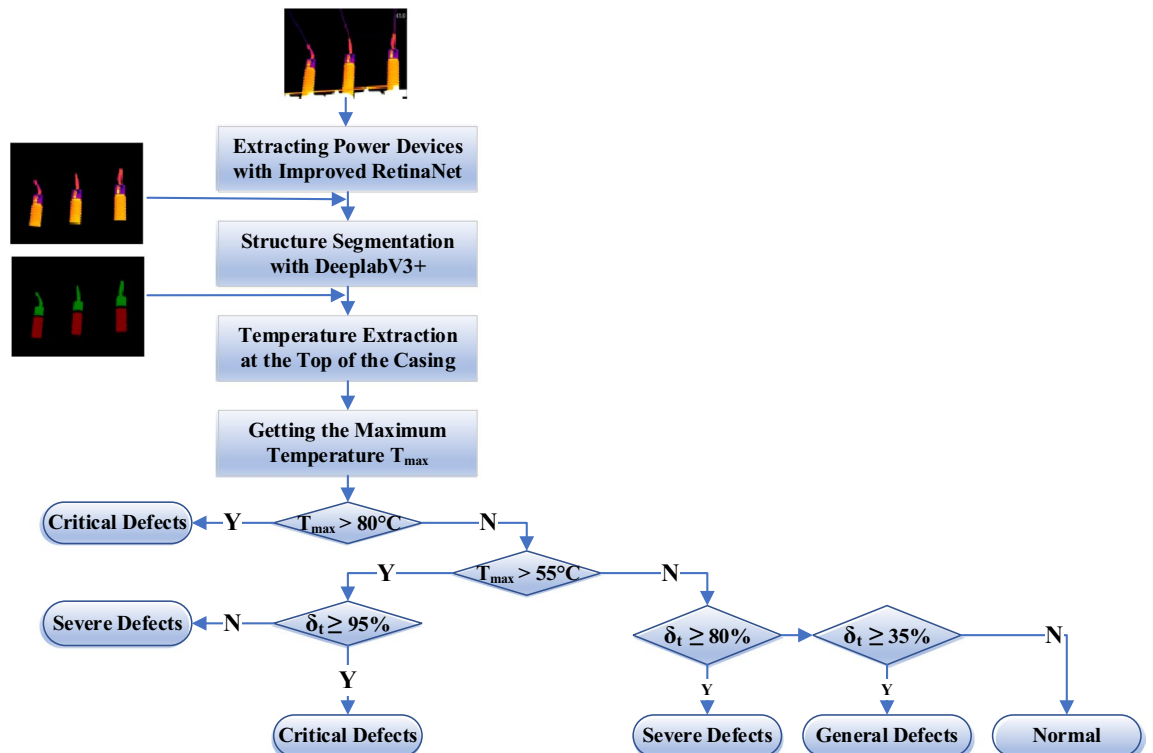 Extracting Power Devices
with Improved RetinaNet
Structure Segmentation
with DeeplabV3+
Temperature Extraction
at the Top of the Casing
Getting the Maximum
Temperature Tmax
Critical Defects
Y
Tmax > 80°C
N
Y
Tmax > 55°C
N
Severe Defects
N
δt ≥ 95%
δt ≥ 80%
δt ≥ 35%
N
Y
Y
Y
Critical Defects
Severe Defects
General Defects
Normal